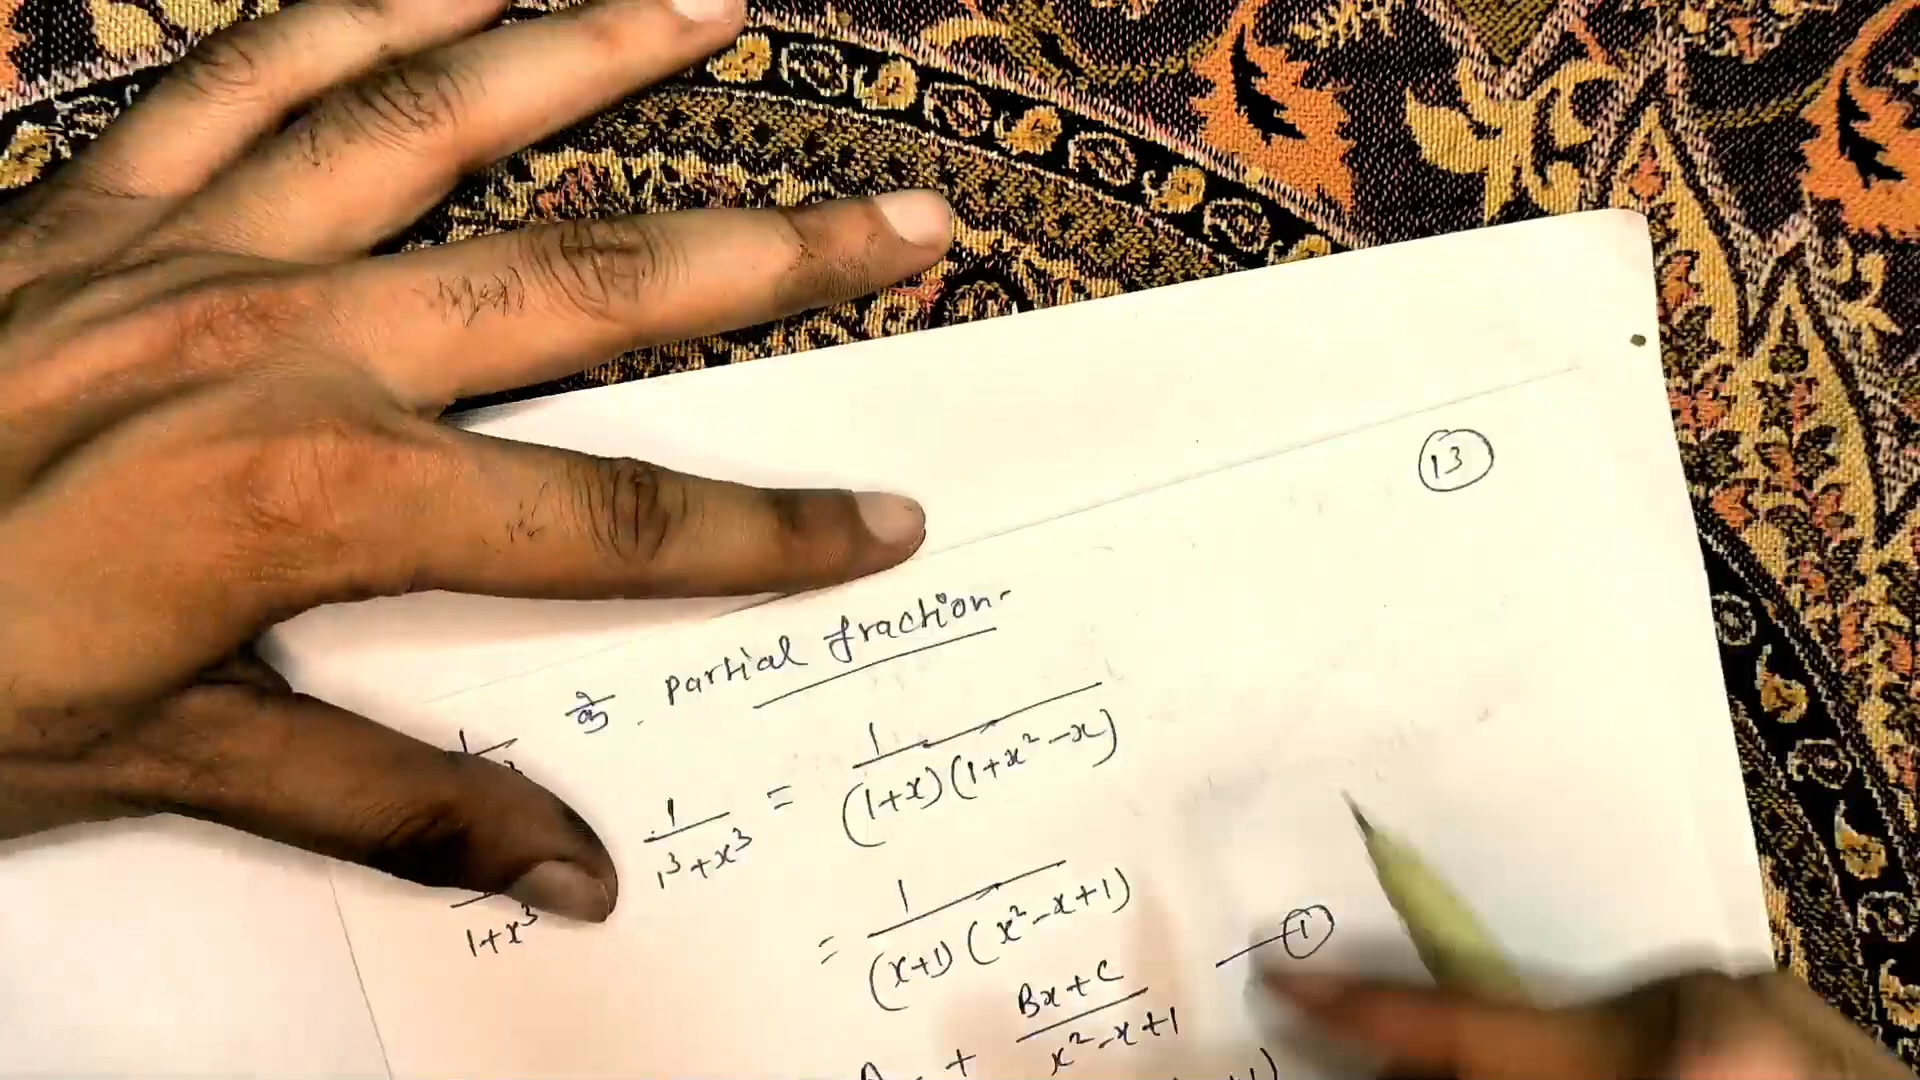 13
partial fraction-
1/(1³+x³) = 1/((1+x)(1+x²-x))
1/(1+x³)
= 1/((x+1)(x²-x+1))
+ (Bx+C)/(x²-x+1) — 1